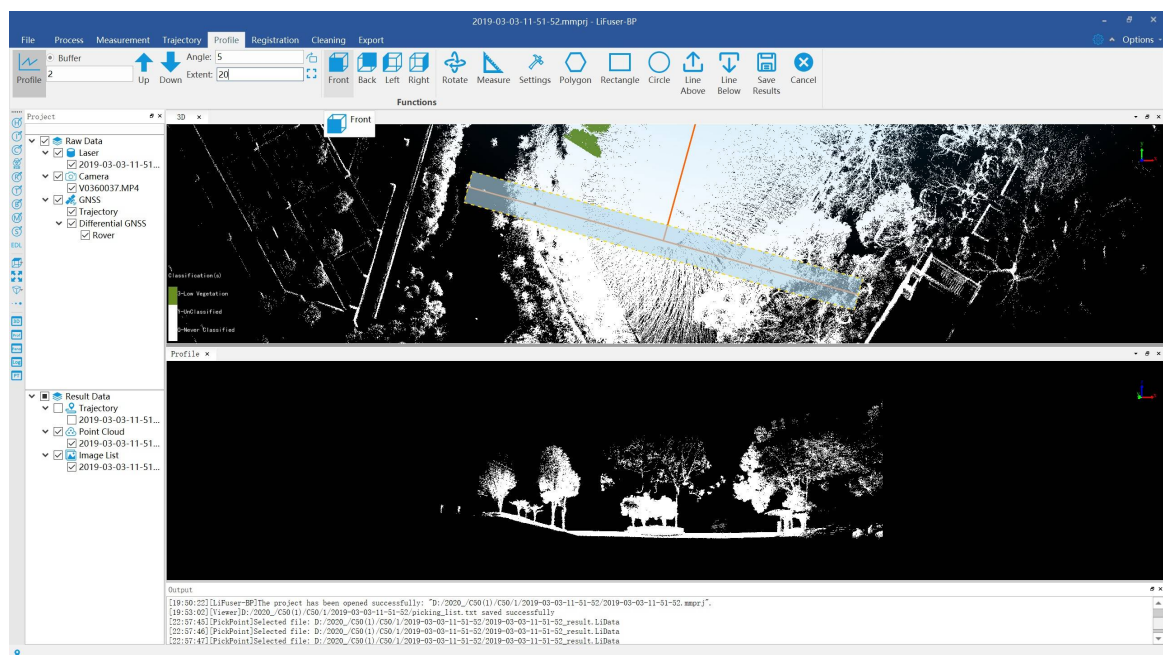 2019-03-03-11-51-52.mmprj - LiFuser-BP
File Process Measurement Trajectory Profile Registration Cleaning Export Options
Buffer
2
Profile
Up
Down
Angle: 5
Extent: 20
Front
Back
Left
Right
Rotate
Measure
Settings
Polygon
Rectangle
Circle
Line Above
Line Below
Save Results
Cancel
Functions
Front
Project
Raw Data
Laser
2019-03-03-11-51...
Camera
V0360037.MP4
GNSS
Trajectory
Differential GNSS
Rover
EDL
3D
Classification(s)
3-Low Vegetation
1-UnClassified
0-Never Classified
Profile
Result Data
Trajectory
2019-03-03-11-51...
Point Cloud
2019-03-03-11-51...
Image List
2019-03-03-11-51...
Output
[19:50:22][LiFuser-BP]The project has been opened successfully: "D:/2020_/C50(1)/C50/1/2019-03-03-11-51-52/2019-03-03-11-51-52.mmprj".
[19:53:02][Viewer]D:/2020_/C50(1)/C50/1/2019-03-03-11-51-52/picking_list.txt saved successfully
[22:57:45][PickPoint]Selected file: D:/2020_/C50(1)/C50/1/2019-03-03-11-51-52/2019-03-03-11-51-52_result.LiData
[22:57:46][PickPoint]Selected file: D:/2020_/C50(1)/C50/1/2019-03-03-11-51-52/2019-03-03-11-51-52_result.LiData
[22:57:47][PickPoint]Selected file: D:/2020_/C50(1)/C50/1/2019-03-03-11-51-52/2019-03-03-11-51-52_result.LiData